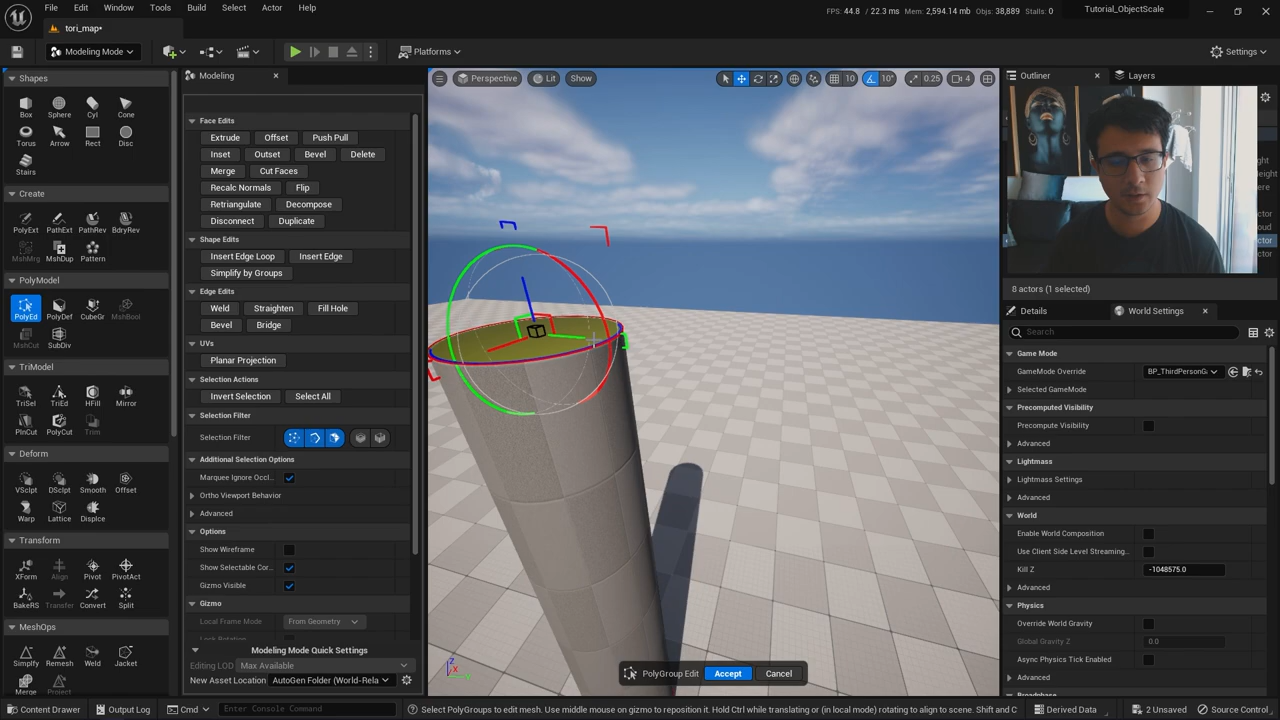 File Edit Window Tools Build Select Actor Help
FPS: 44.8 / 22.3 ms Mem: 2,594.14 mb Objs: 38,889 Stalls: 0
Tutorial_ObjectScale
tori_map•
Modeling Mode
Platforms
Settings
Shapes
Box Sphere Cyl Cone
Torus Arrow Rect Disc
Stairs
Create
PolyExt PathExt PathRev BdryRev
MshMrg MshDup Pattern
PolyModel
PolyEd PolyDef CubeGr MshBool
MshCut SubDiv
TriModel
TriSel TriEd HFill Mirror
PlnCut PolyCut Trim
Deform
VSclpt DSclpt Smooth Offset
Warp Lattice Displce
Transform
XForm Align Pivot PivotAct
BakeRS Transfer Convert Split
MeshOps
Simplfy Remesh Weld Jacket
Merge Project
Modeling
Face Edits
Extrude Offset Push Pull
Inset Outset Bevel Delete
Merge Cut Faces
Recalc Normals Flip
Retriangulate Decompose
Disconnect Duplicate
Shape Edits
Insert Edge Loop Insert Edge
Simplify by Groups
Edge Edits
Weld Straighten Fill Hole
Bevel Bridge
UVs
Planar Projection
Selection Actions
Invert Selection Select All
Selection Filter
Selection Filter
Additional Selection Options
Marquee Ignore Occl...
Ortho Viewport Behavior
Advanced
Options
Show Wireframe
Show Selectable Cor...
Gizmo Visible
Gizmo
Local Frame Mode From Geometry
Modeling Mode Quick Settings
Editing LOD Max Available
New Asset Location AutoGen Folder (World-Rela
Perspective Lit Show
10 10° 0.25 4
Z X Y
PolyGroup Edit Accept Cancel
Outliner Layers
8 actors (1 selected)
Details World Settings
Search
Game Mode
GameMode Override BP_ThirdPersonG
Selected GameMode
Precomputed Visibility
Precompute Visibility
Advanced
Lightmass
Lightmass Settings
Advanced
World
Enable World Composition
Use Client Side Level Streaming...
Kill Z -1048575.0
Advanced
Physics
Override World Gravity
Global Gravity Z 0.0
Async Physics Tick Enabled
Advanced
Broadphase
Content Drawer Output Log Cmd Enter Console Command
Select PolyGroups to edit mesh. Use middle mouse on gizmo to reposition it. Hold Ctrl while translating or (in local mode) rotating to align to scene. Shift and C
Derived Data 2 Unsaved Source Control